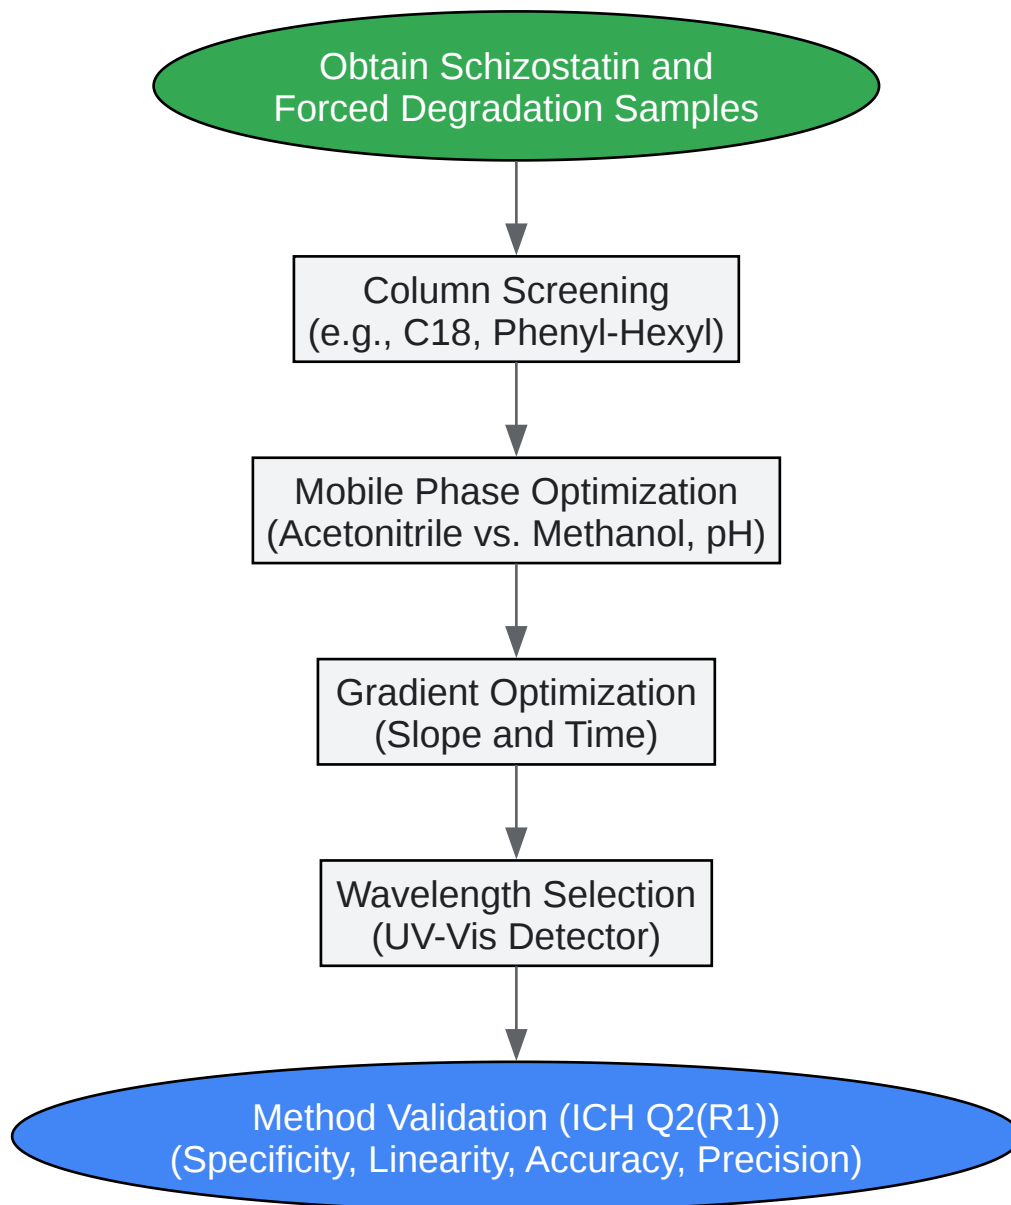 Obtain Schizostatin and
Forced Degradation Samples
Column Screening
(e.g., C18, Phenyl-Hexyl)
Mobile Phase Optimization
(Acetonitrile vs. Methanol, pH)
Gradient Optimization
(Slope and Time)
Wavelength Selection
(UV-Vis Detector)
Method Validation (ICH Q2(R1))
(Specificity, Linearity, Accuracy, Precision)